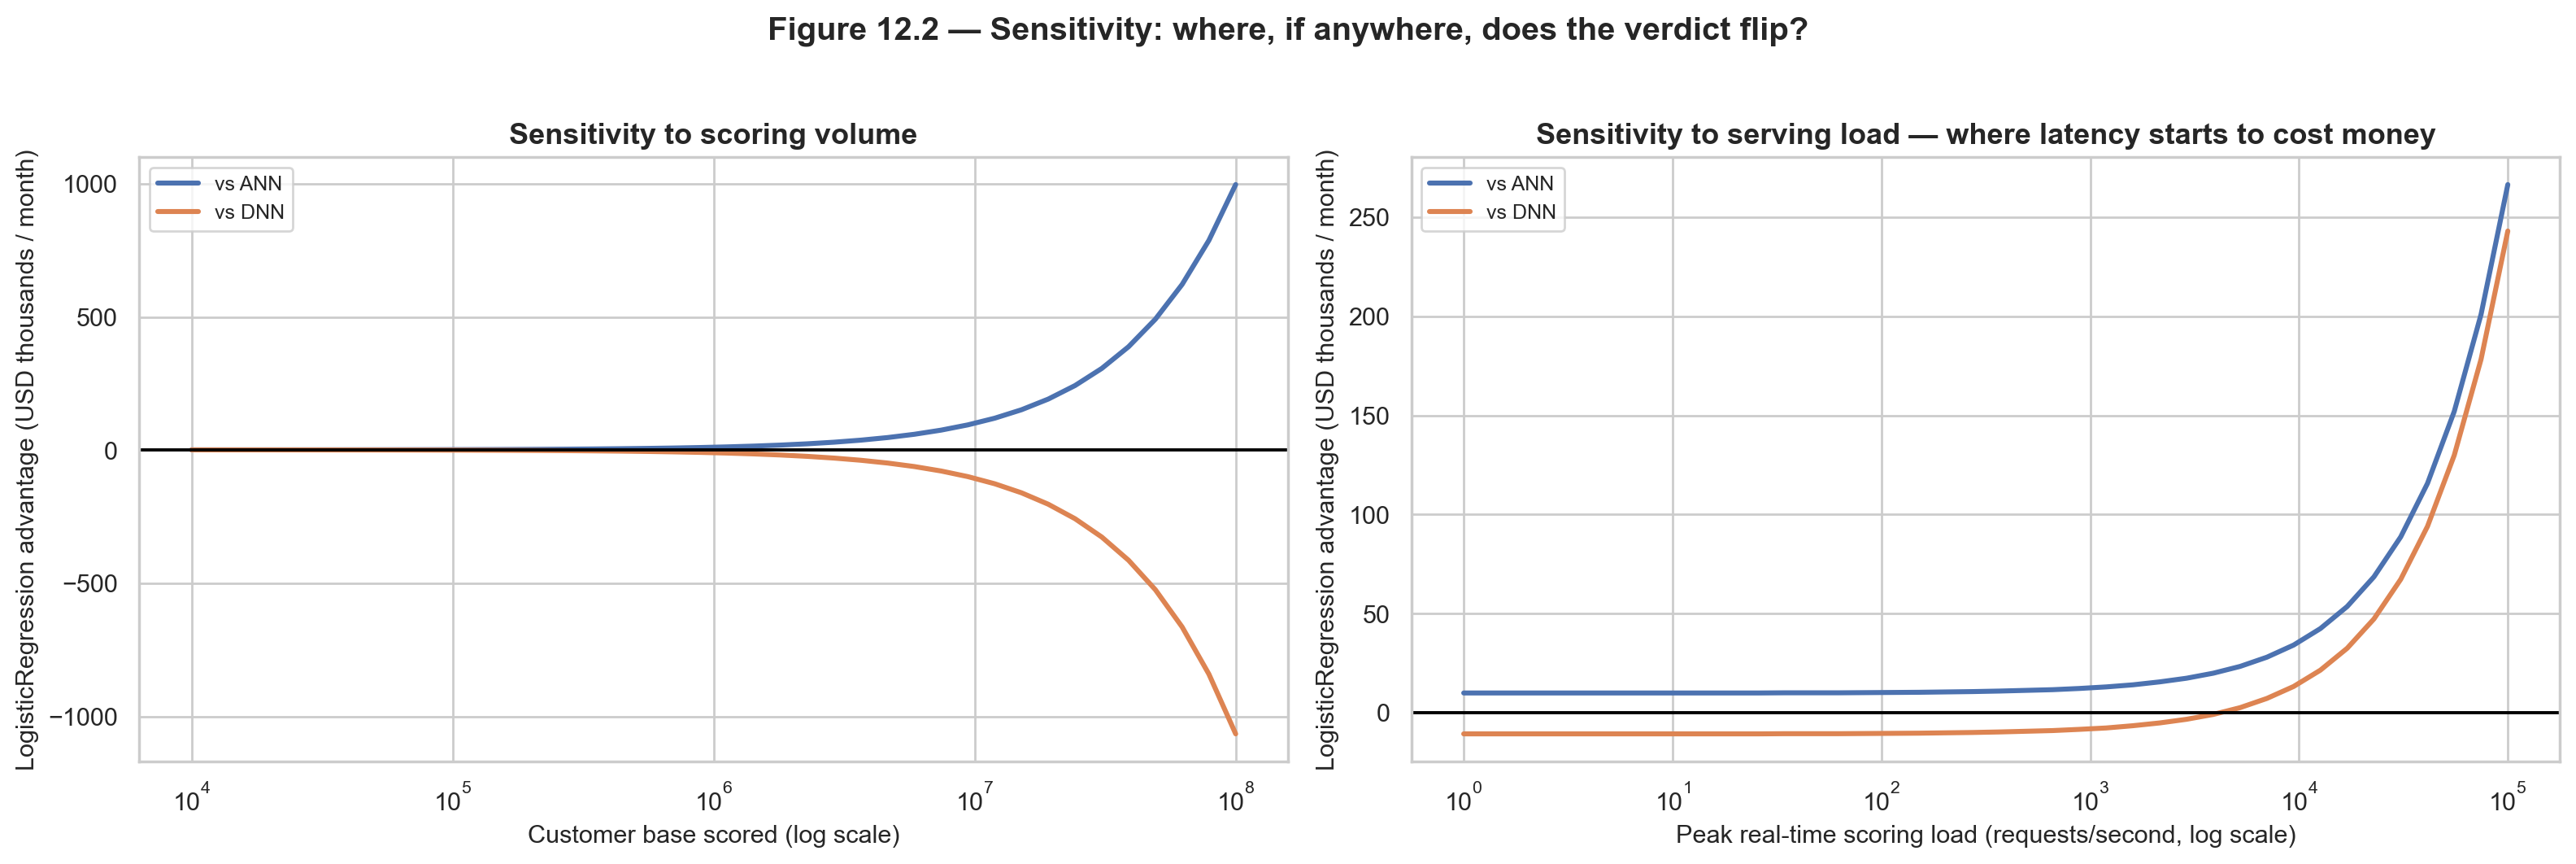 Figure 12.2 — Sensitivity: where, if anywhere, does the verdict flip?
Sensitivity to scoring volume
LogisticRegression advantage (USD thousands / month)
vs ANN
vs DNN
1000
500
0
−500
−1000
10^4
10^5
10^6
10^7
10^8
Customer base scored (log scale)
Sensitivity to serving load — where latency starts to cost money
LogisticRegression advantage (USD thousands / month)
vs ANN
vs DNN
250
200
150
100
50
0
10^0
10^1
10^2
10^3
10^4
10^5
Peak real-time scoring load (requests/second, log scale)